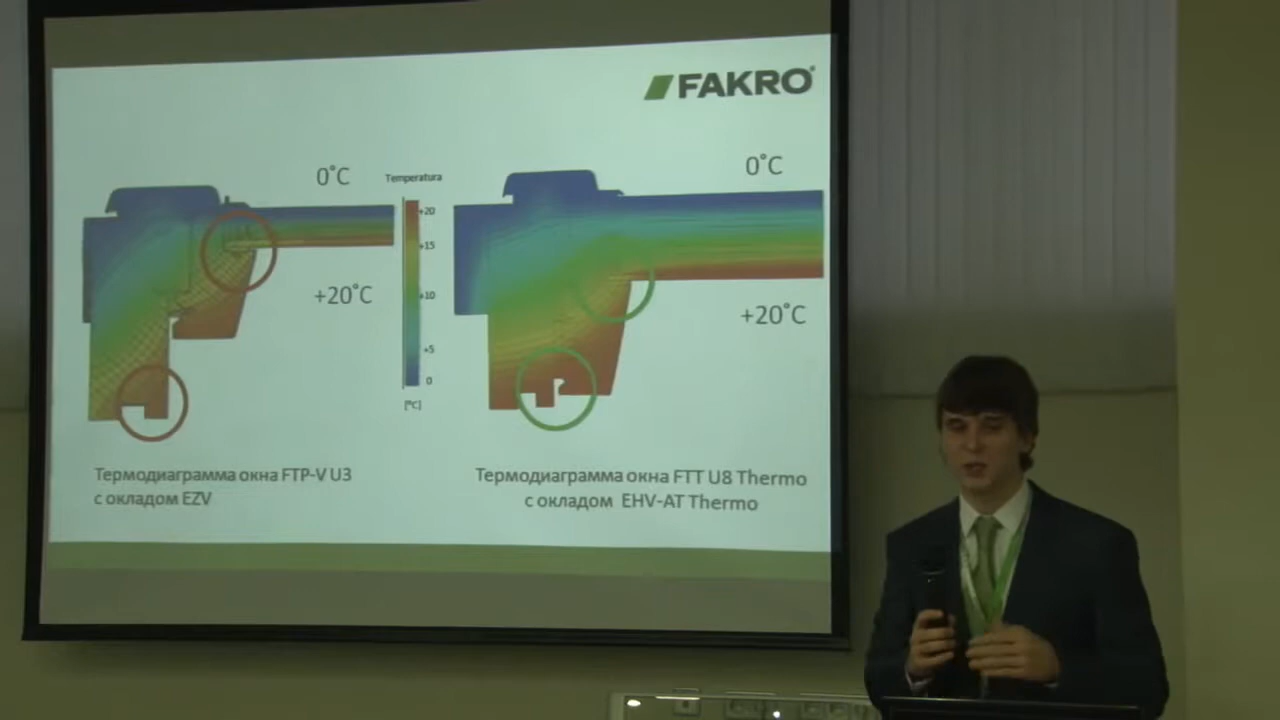 FAKRO®
0°C
Temperatura
0°C
+20
+15
+20°C
+10
+20°C
+5
0
[°C]
Термодиаграмма окна FTP-V U3
с окладом EZV
Термодиаграмма окна FTT U8 Thermo
с окладом EHV-AT Thermo